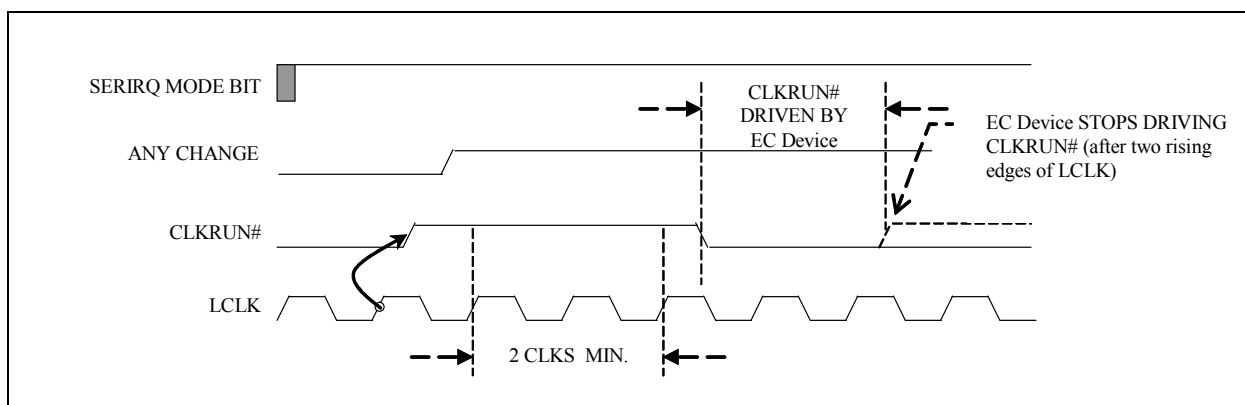 SERIRQ MODE BIT
CLKRUN#
DRIVEN BY
EC Device
EC Device STOPS DRIVING
CLKRUN# (after two rising
edges of LCLK)
ANY CHANGE
CLKRUN#
LCLK
2 CLKS MIN.